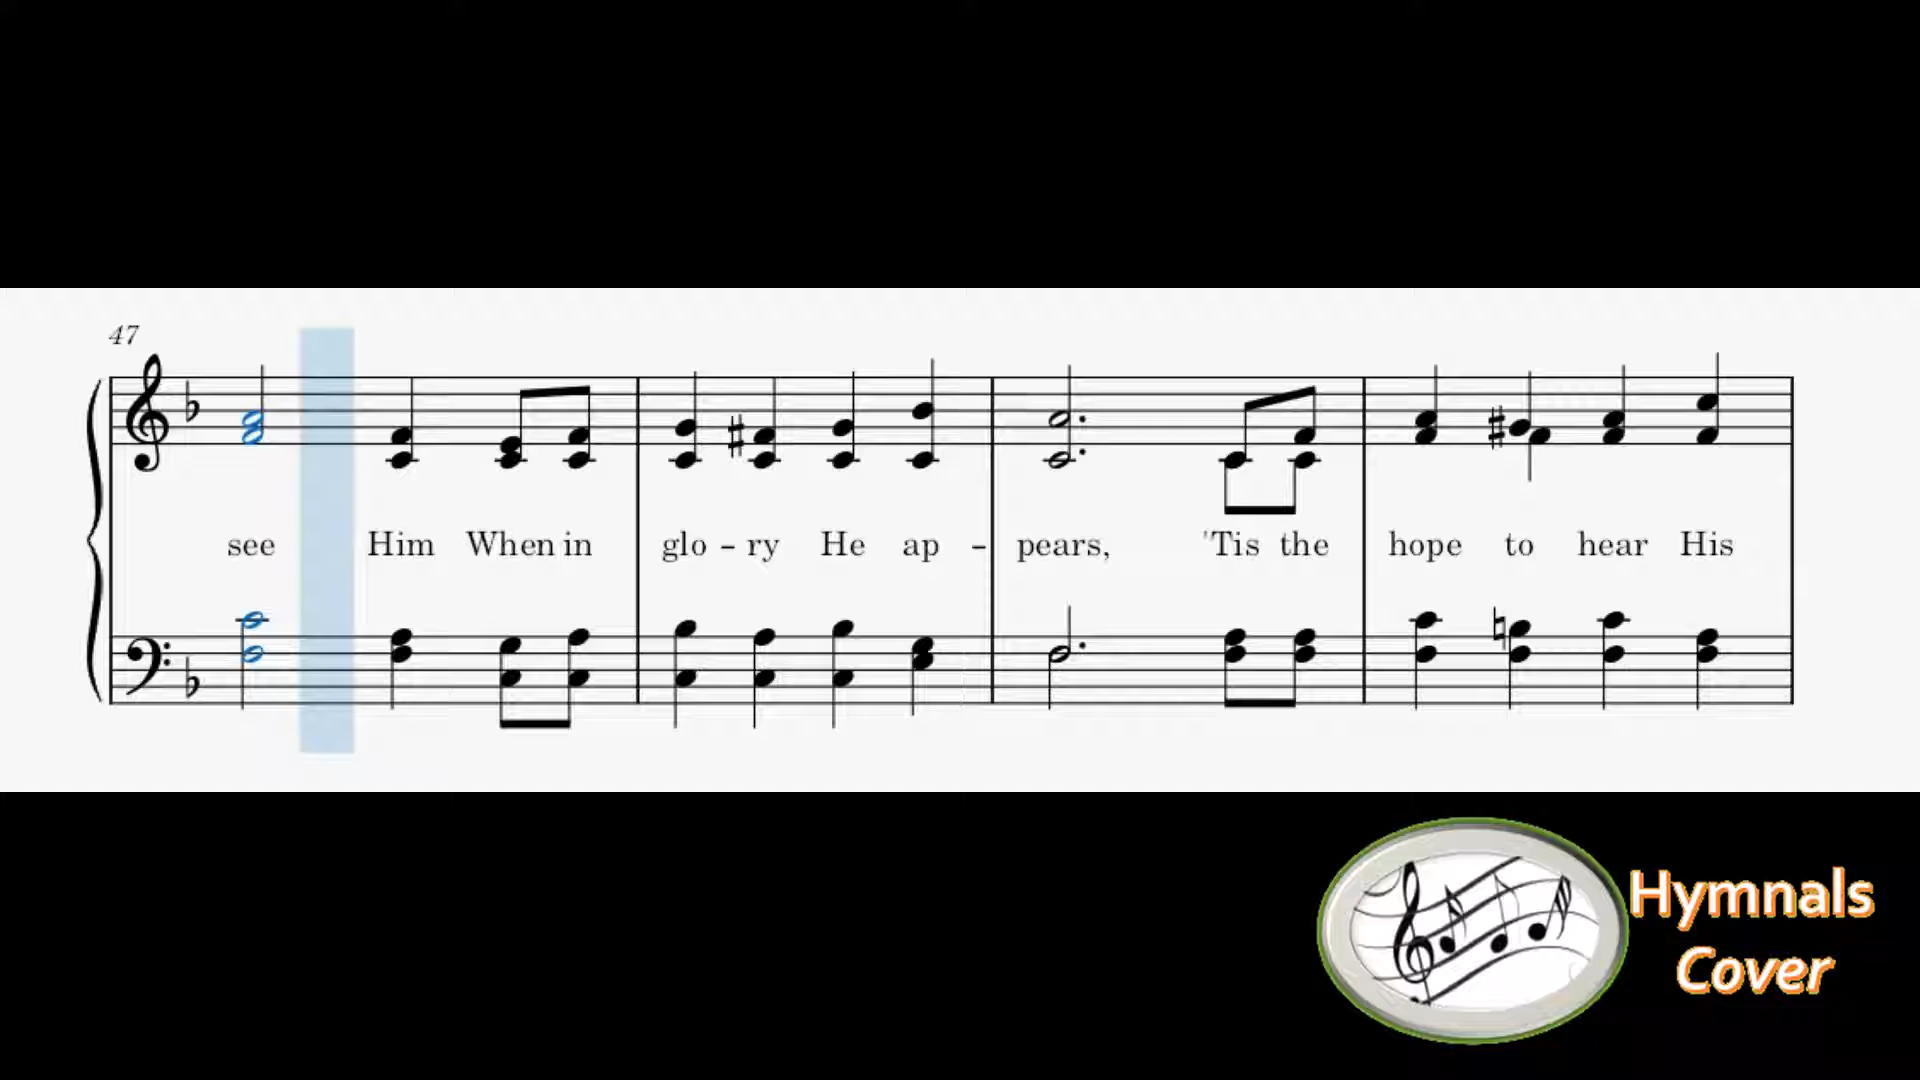 47
see Him When in glo - ry He ap - pears, 'Tis the hope to hear His
Hymnals
Cover